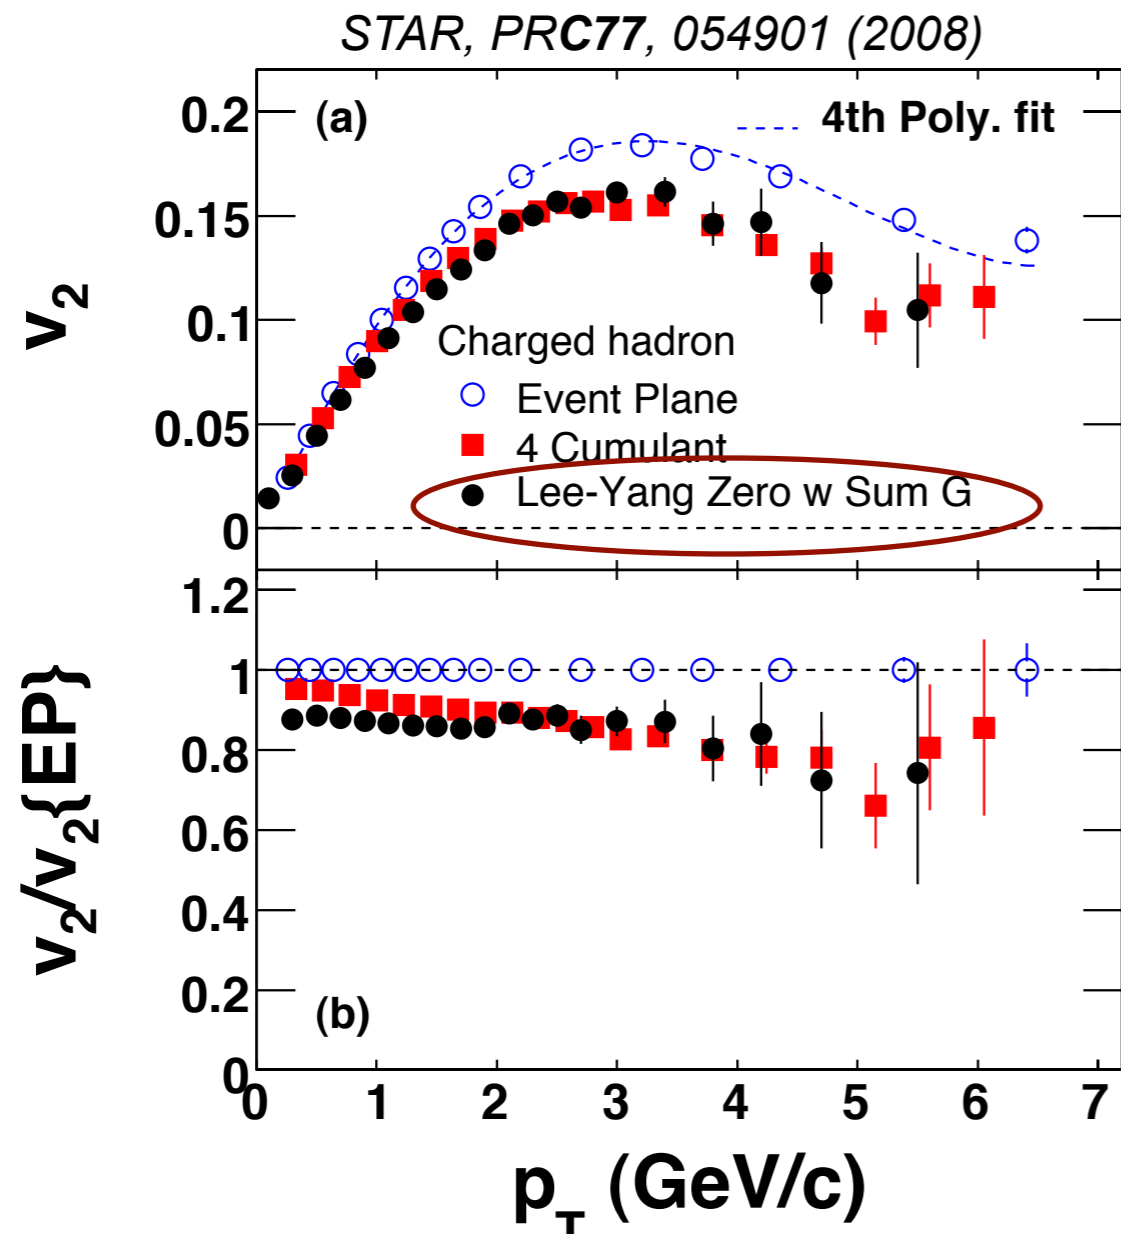 STAR, PRC77, 054901 (2008)
(a)
4th Poly. fit
0.2
0.15
0.1
0.05
0
v2
Charged hadron
Event Plane
4 Cumulant
Lee-Yang Zero w Sum G
1.2
1
0.8
0.6
0.4
0.2
0
v2/v2{EP}
(b)
0 1 2 3 4 5 6 7
pT (GeV/c)